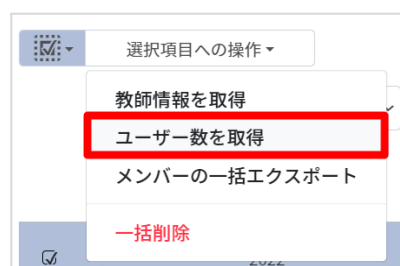 選択項目への操作
教師情報を取得
ユーザー数を取得
メンバーの一括エクスポート
一括削除
2022